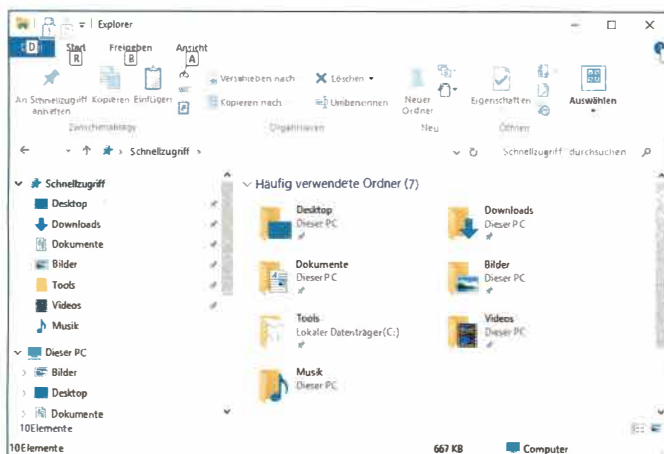 Explorer
D
Start
Freigeben
Ansicht
R
B
A
An Schnellzugriff anheften
Kopieren
Einfügen
Verschieben nach
Kopieren nach
Löschen
Umbenennen
Neuer Ordner
Eigenschaften
Auswählen
Zwischenablage
Organisieren
Neu
Öffnen
Schnellzugriff
Schnellzugriff durchsuchen
Schnellzugriff
Desktop
Downloads
Dokumente
Bilder
Tools
Videos
Musik
Dieser PC
Bilder
Desktop
Dokumente
Häufig verwendete Ordner (7)
Desktop
Dieser PC
Downloads
Dieser PC
Dokumente
Dieser PC
Bilder
Dieser PC
Tools
Lokaler Datenträger (C:)
Videos
Dieser PC
Musik
Dieser PC
10Elemente
10Elemente
667 KB
Computer